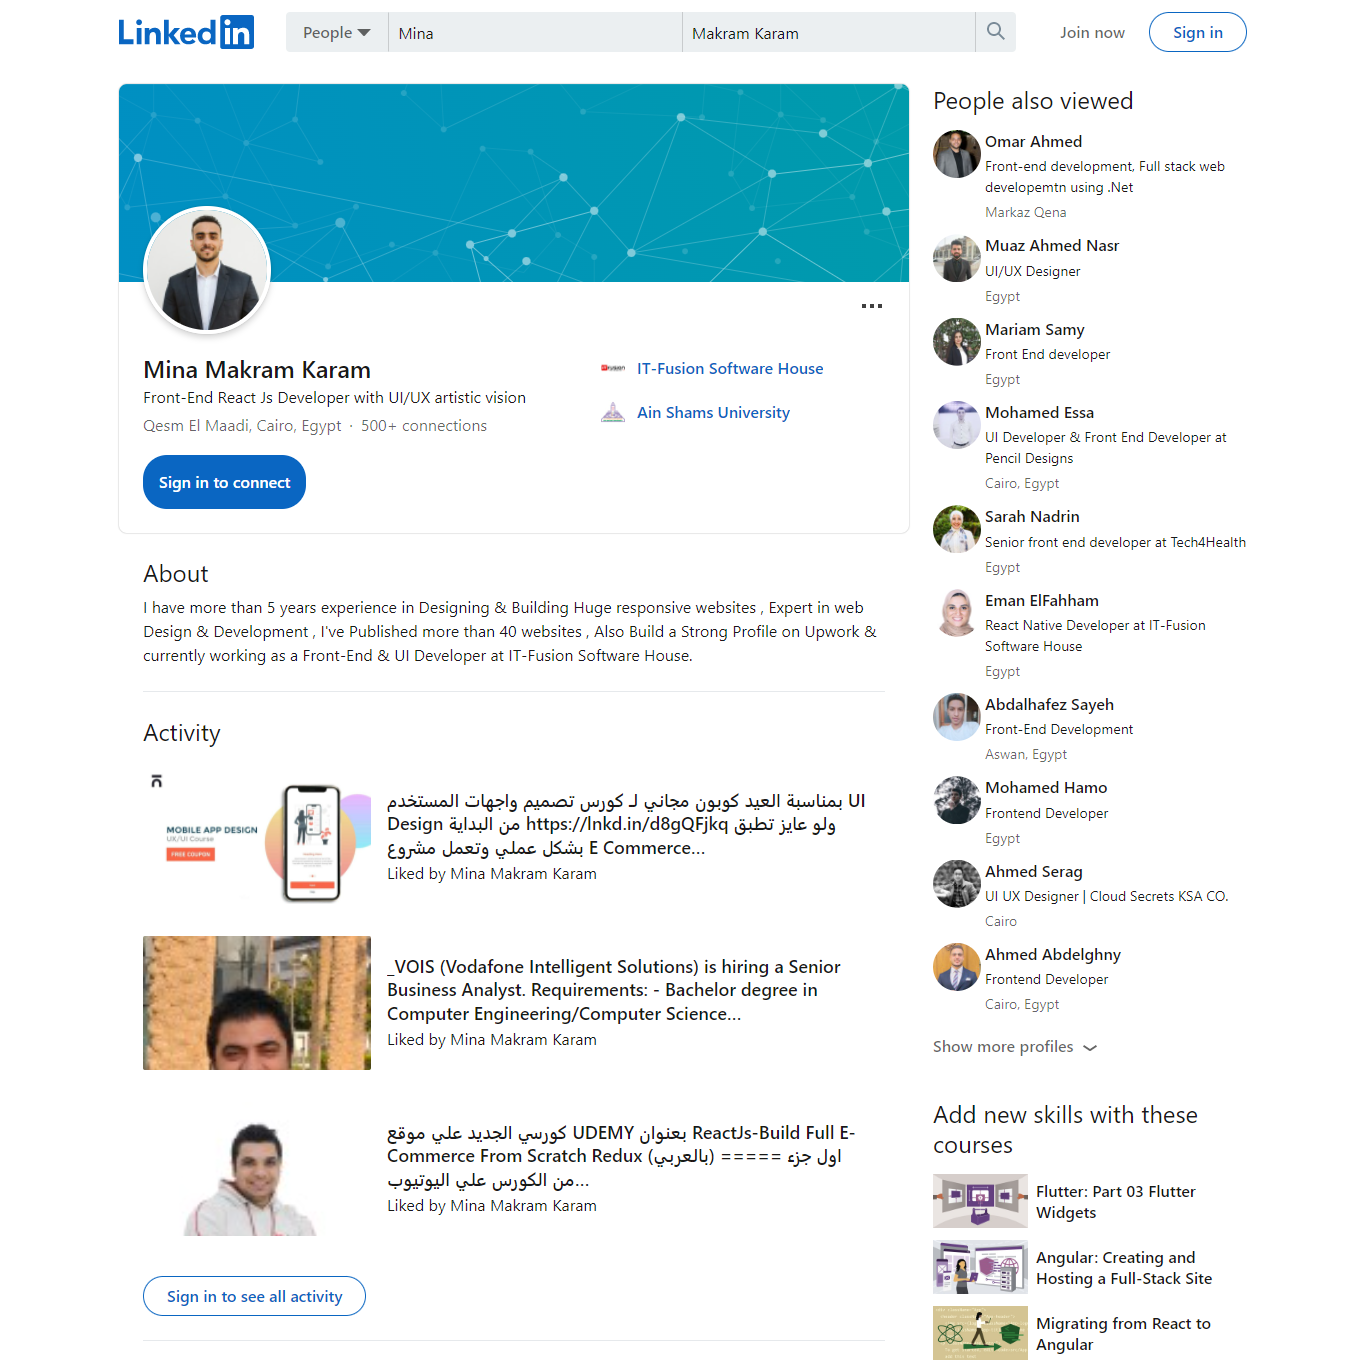 LinkedIn
People
Mina
Makram Karam
Join now
Sign in
Mina Makram Karam
Front-End React Js Developer with UI/UX artistic vision
Qesm El Maadi, Cairo, Egypt · 500+ connections
IT-Fusion Software House
Ain Shams University
Sign in to connect
About
I have more than 5 years experience in Designing & Building Huge responsive websites , Expert in web
Design & Development , I've Published more than 40 websites , Also Build a Strong Profile on Upwork &
currently working as a Front-End & UI Developer at IT-Fusion Software House.
Activity
MOBILE APP DESIGN
UX/UI Course
FREE COUPON
بمناسبة العيد كوبون مجاني لـ كورس تصميم واجهات المستخدم UI
Design من البداية https://lnkd.in/d8gQFjkq ولو عايز تطبق
بشكل عملي وتعمل مشروع E Commerce...
Liked by Mina Makram Karam
_VOIS (Vodafone Intelligent Solutions) is hiring a Senior
Business Analyst. Requirements: - Bachelor degree in
Computer Engineering/Computer Science...
Liked by Mina Makram Karam
كورسي الجديد علي موقع UDEMY بعنوان ReactJs-Build Full E-
Commerce From Scratch Redux (بالعربي) ===== اول جزء
من الكورس علي اليوتيوب...
Liked by Mina Makram Karam
Sign in to see all activity
People also viewed
Omar Ahmed
Front-end development, Full stack web
developemtn using .Net
Markaz Qena
Muaz Ahmed Nasr
UI/UX Designer
Egypt
Mariam Samy
Front End developer
Egypt
Mohamed Essa
UI Developer & Front End Developer at
Pencil Designs
Cairo, Egypt
Sarah Nadrin
Senior front end developer at Tech4Health
Egypt
Eman ElFahham
React Native Developer at IT-Fusion
Software House
Egypt
Abdalhafez Sayeh
Front-End Development
Aswan, Egypt
Mohamed Hamo
Frontend Developer
Egypt
Ahmed Serag
UI UX Designer | Cloud Secrets KSA CO.
Cairo
Ahmed Abdelghny
Frontend Developer
Cairo, Egypt
Show more profiles
Add new skills with these
courses
Flutter: Part 03 Flutter
Widgets
Angular: Creating and
Hosting a Full-Stack Site
Migrating from React to
Angular